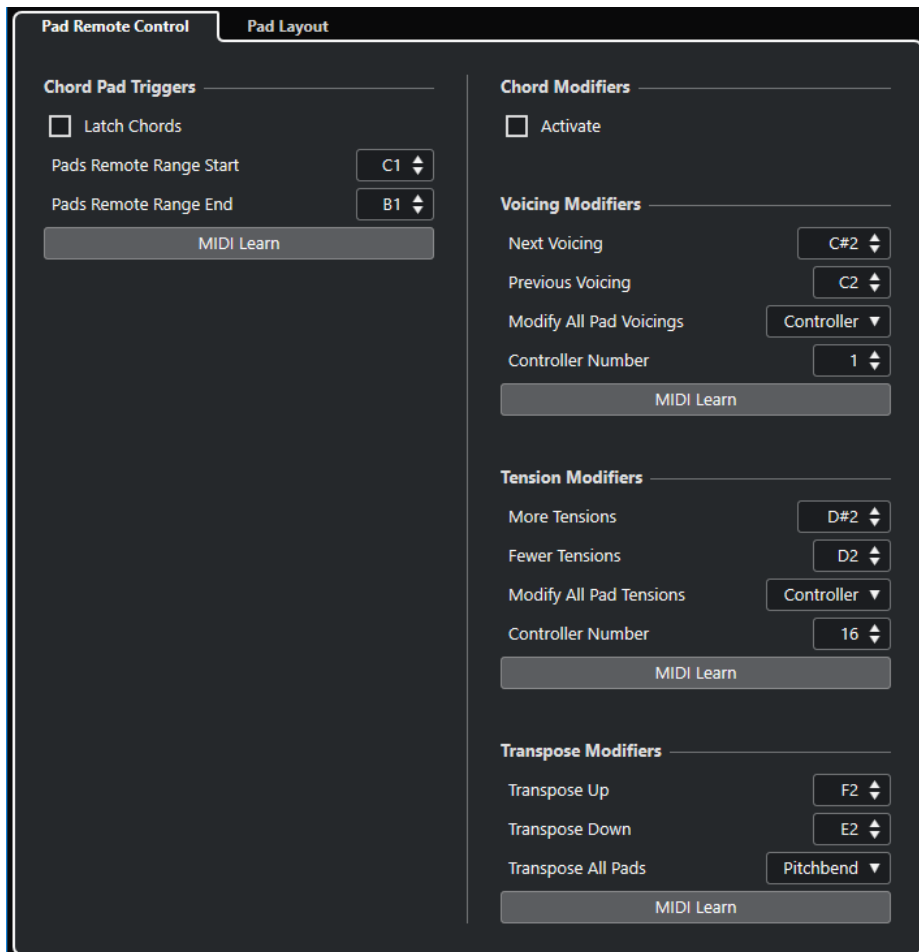 Pad Remote Control
Pad Layout
Chord Pad Triggers
Latch Chords
Pads Remote Range Start C1
Pads Remote Range End B1
MIDI Learn
Chord Modifiers
Activate
Voicing Modifiers
Next Voicing C#2
Previous Voicing C2
Modify All Pad Voicings Controller
Controller Number 1
MIDI Learn
Tension Modifiers
More Tensions D#2
Fewer Tensions D2
Modify All Pad Tensions Controller
Controller Number 16
MIDI Learn
Transpose Modifiers
Transpose Up F2
Transpose Down E2
Transpose All Pads Pitchbend
MIDI Learn